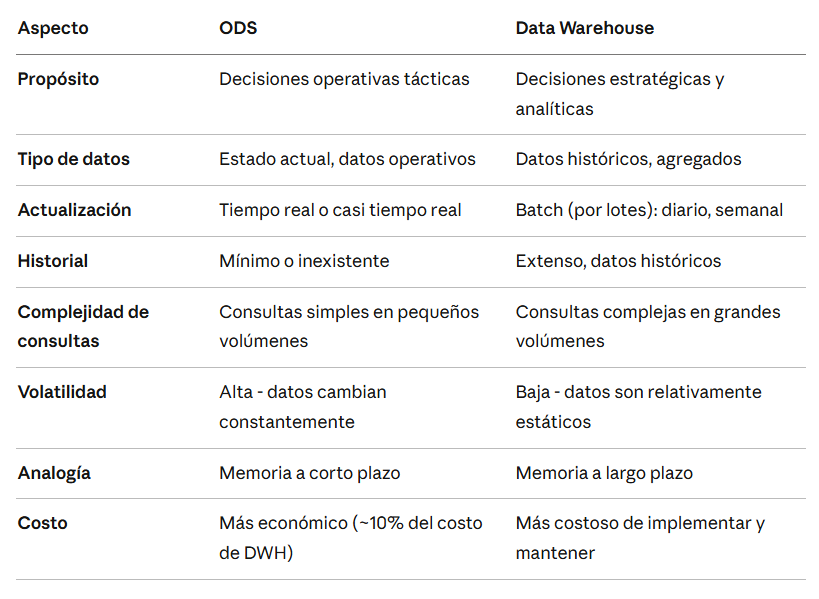 Aspecto ODS Data Warehouse
Propósito Decisiones operativas tácticas Decisiones estratégicas y
analíticas
Tipo de datos Estado actual, datos operativos Datos históricos, agregados
Actualización Tiempo real o casi tiempo real Batch (por lotes): diario, semanal
Historial Mínimo o inexistente Extenso, datos históricos
Complejidad de Consultas simples en pequeños Consultas complejas en grandes
consultas volúmenes volúmenes
Volatilidad Alta - datos cambian Baja - datos son relativamente
constantemente estáticos
Analogía Memoria a corto plazo Memoria a largo plazo
Costo Más económico (~10% del costo Más costoso de implementar y
de DWH) mantener